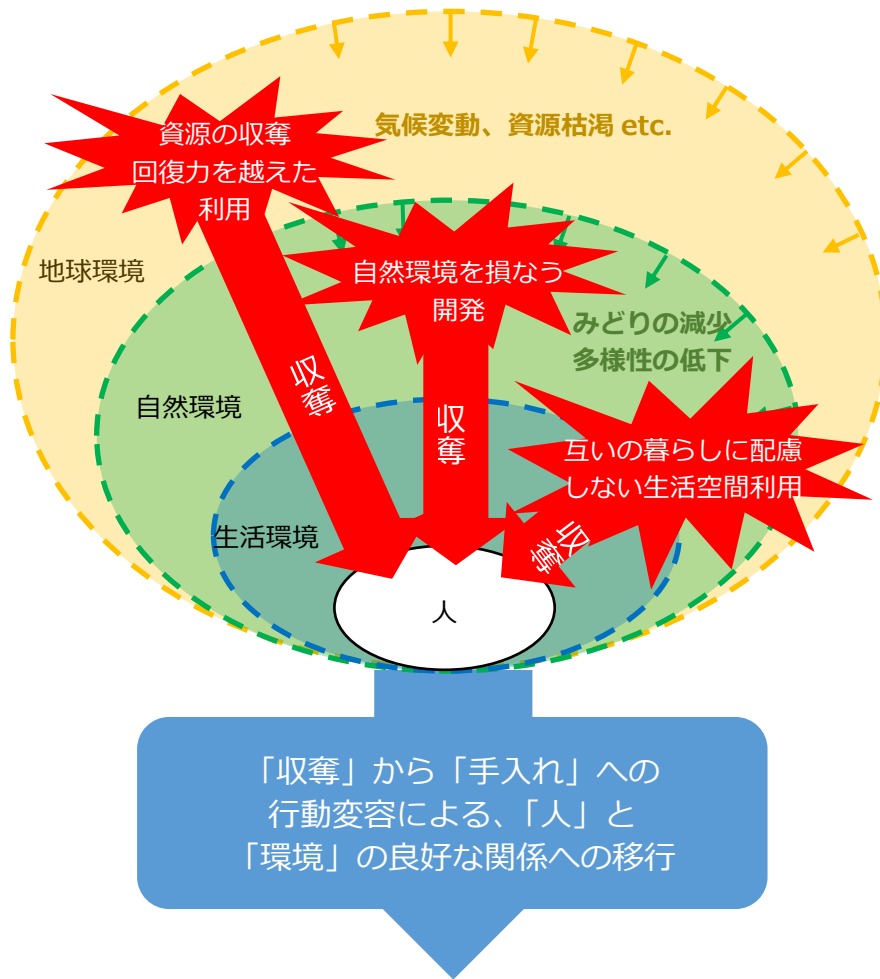 気候変動、資源枯渇 etc.
資源の収奪
回復力を越えた
利用
地球環境
自然環境を損なう
開発
みどりの減少
多様性の低下
収奪
自然環境
収奪
互いの暮らしに配慮
しない生活空間利用
生活環境
収奪
人
「収奪」から「手入れ」への
行動変容による、「人」と
「環境」の良好な関係への移行